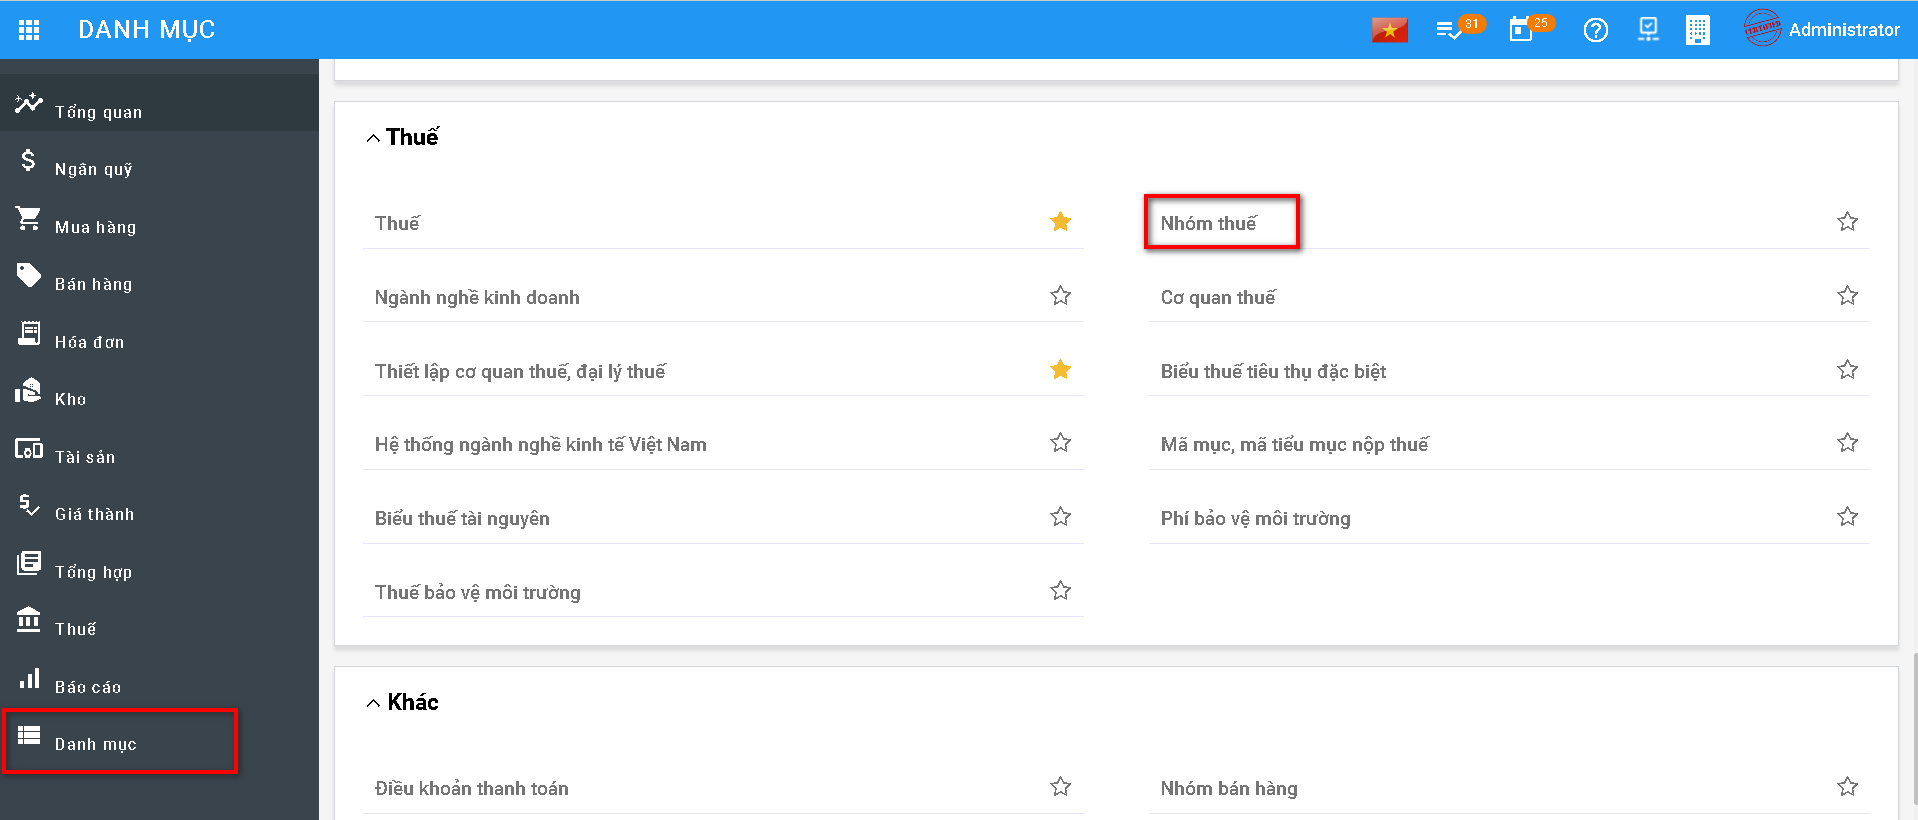 DANH MỤC
31
25
CERTIFIED
Administrator
Tổng quan
Ngân quỹ
Mua hàng
Bán hàng
Hóa đơn
Kho
Tài sản
Giá thành
Tổng hợp
Thuế
Báo cáo
Danh mục
Thuế
Thuế
Nhóm thuế
Ngành nghề kinh doanh
Cơ quan thuế
Thiết lập cơ quan thuế, đại lý thuế
Biểu thuế tiêu thụ đặc biệt
Hệ thống ngành nghề kinh tế Việt Nam
Mã mục, mã tiểu mục nộp thuế
Biểu thuế tài nguyên
Phí bảo vệ môi trường
Thuế bảo vệ môi trường
Khác
Điều khoản thanh toán
Nhóm bán hàng